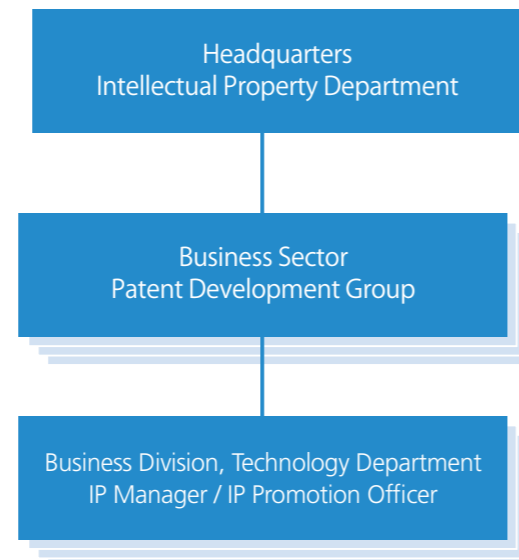 Headquarters
Intellectual Property Department
Business Sector
Patent Development Group
Business Division, Technology Department
IP Manager / IP Promotion Officer